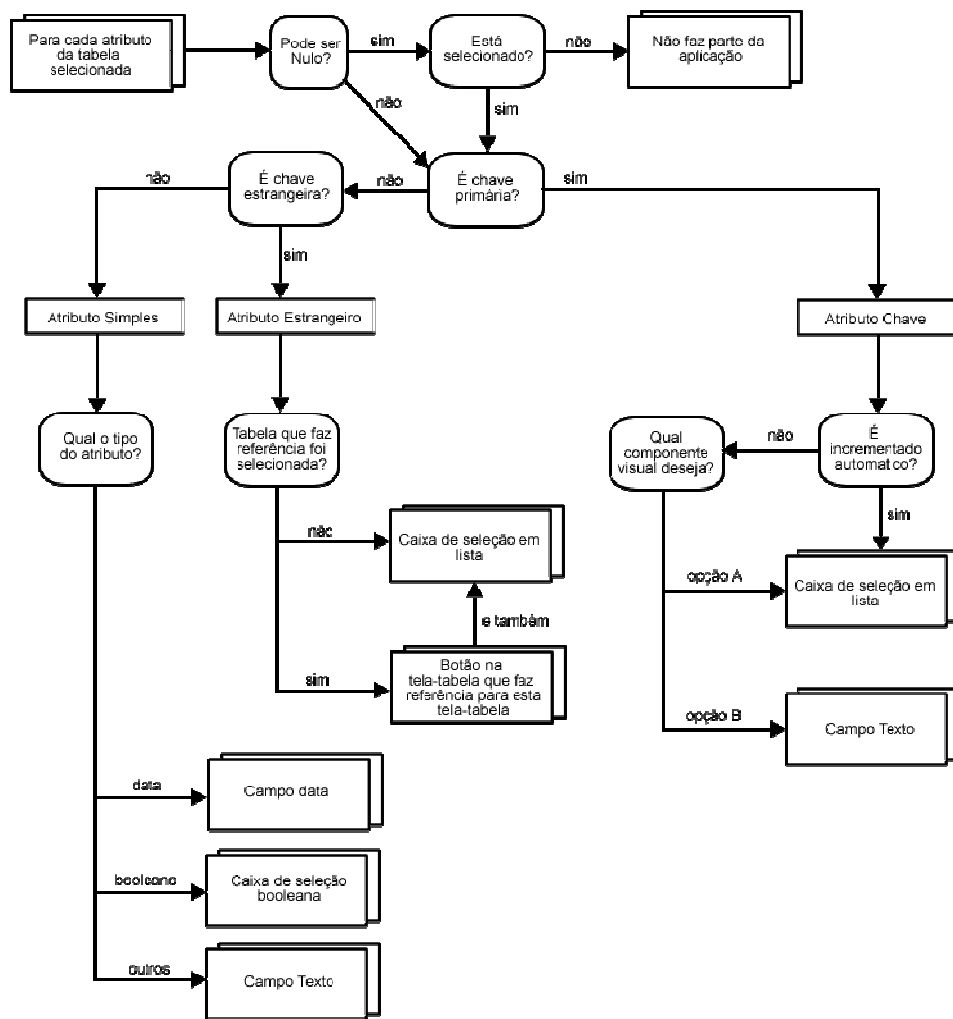 Para cada atributo
da tabela
selecionada
Pode ser
Nulo?
sim
Está
selecionado?
não
Não faz parte da
aplicação
não
sim
não
É chave
estrangeira?
não
É chave
primária?
sim
sim
Atributo Simples
Atributo Estrangeiro
Atributo Chave
Qual o tipo
do atributo?
Tabela que faz
referência foi
selecionada?
Qual
componente
visual deseja?
não
É
incrementado
automatico?
sim
não
Caixa de seleção em
lista
opção A
Caixa de seleção em
lista
e também
sim
Botão na
tela-tabela que faz
referência para esta
tela-tabela
opção B
Campo Texto
data
Campo data
booleano
Caixa de seleção
booleana
outros
Campo Texto